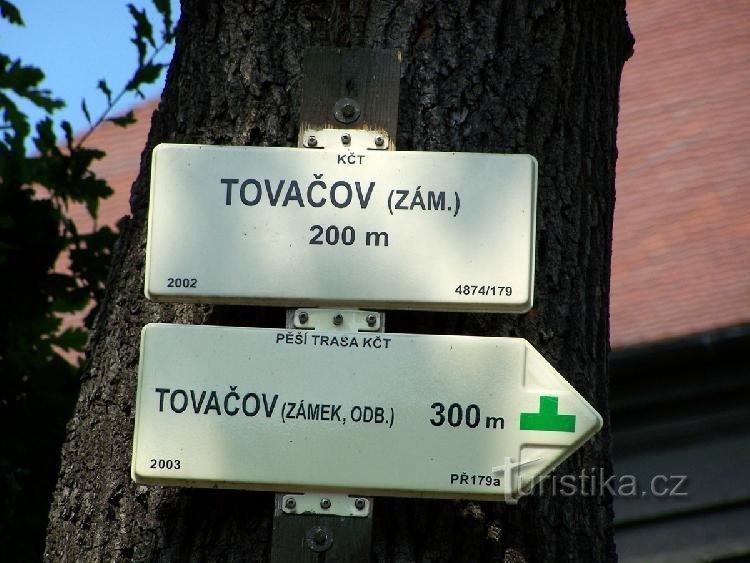 KČT
TOVAČOV (ZÁM.)
200 m
2002 4874/179
PĚŠÍ TRASA KČT
TOVAČOV (ZÁMEK, ODB.) 300 m
2003 PŘ179a
turistika.cz